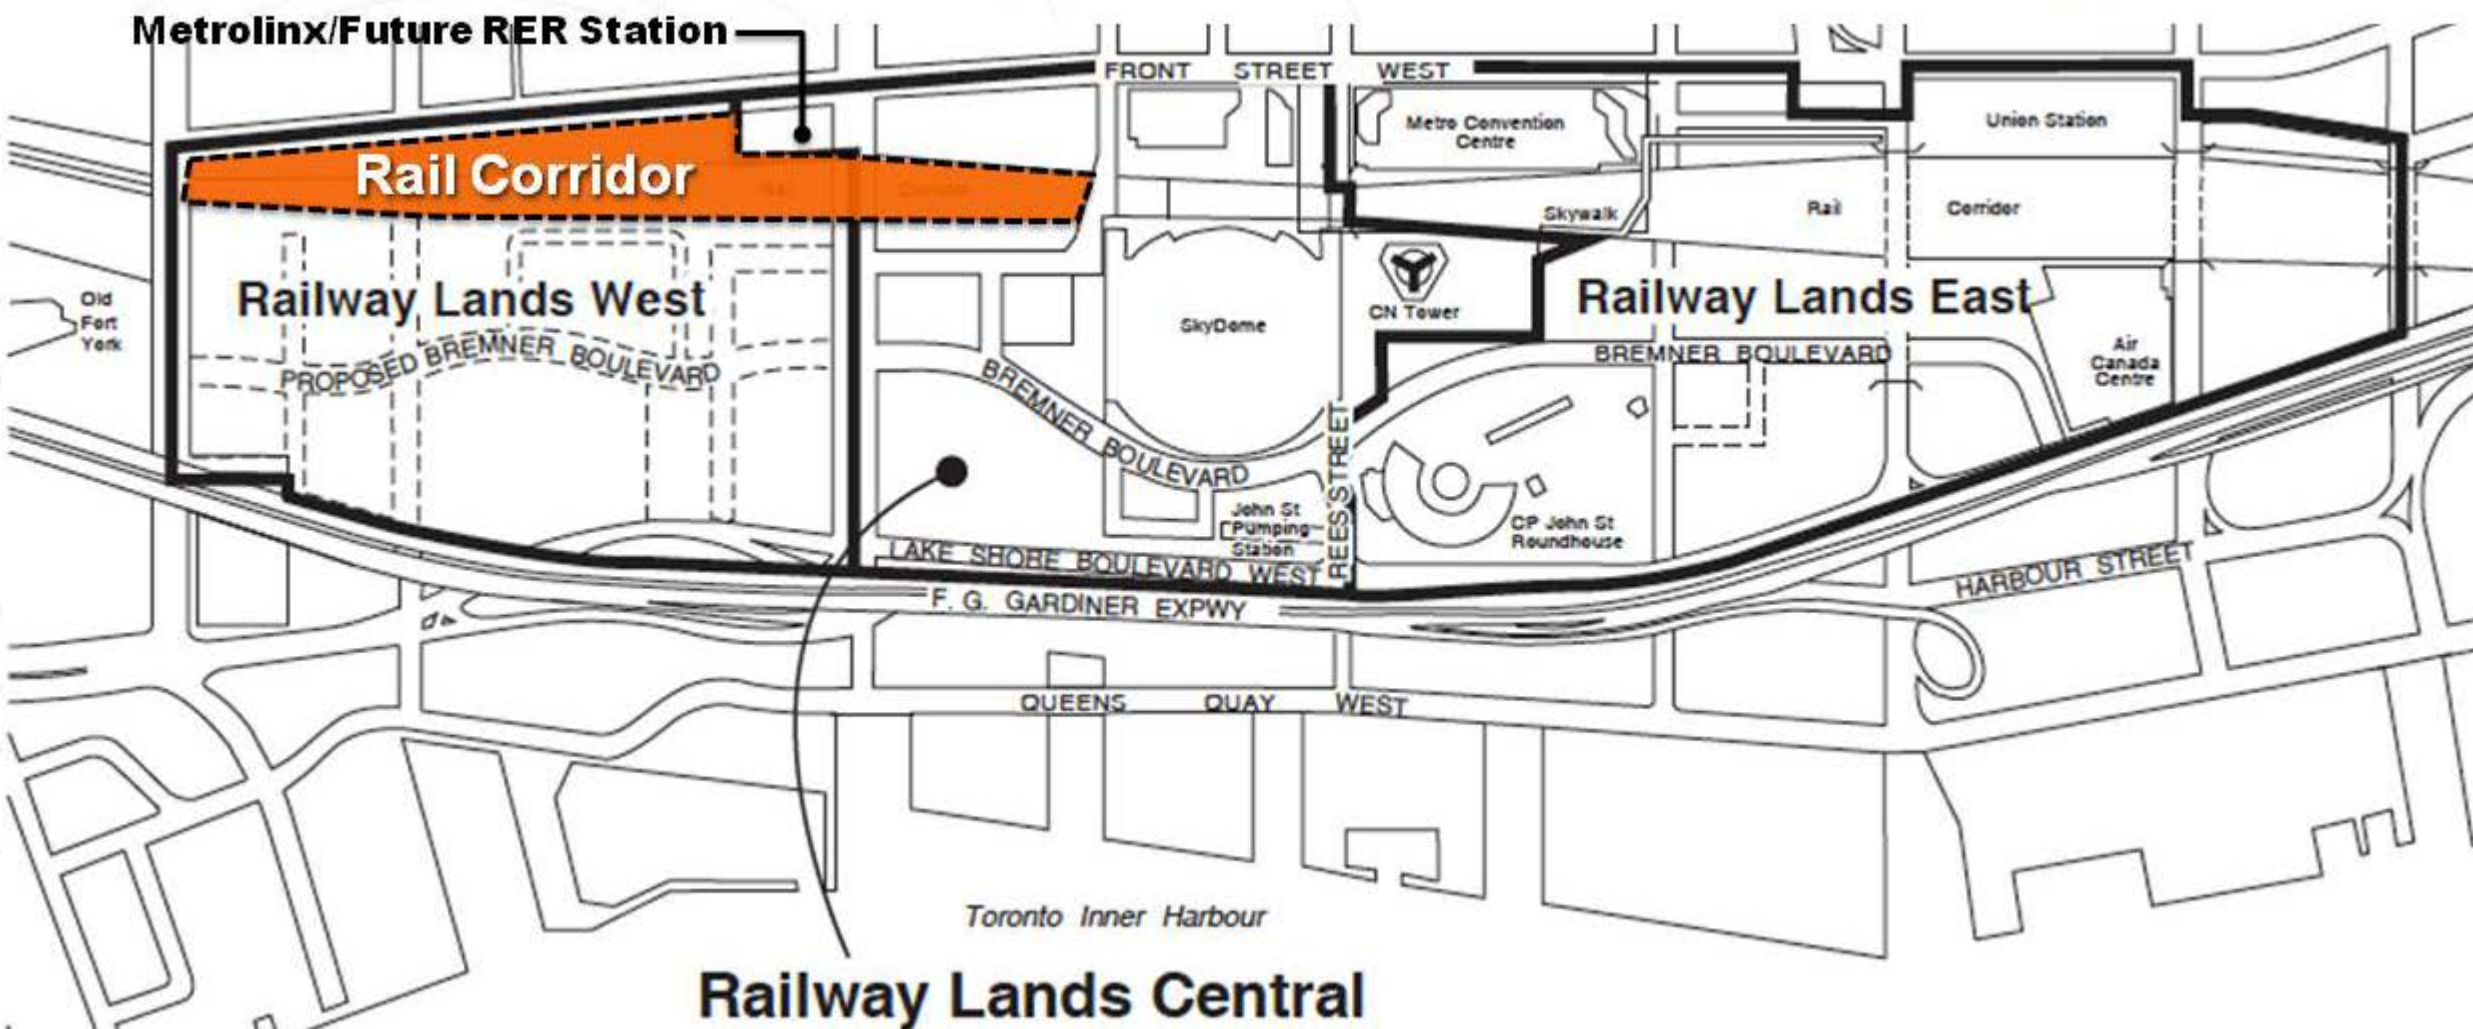 Metrolinx/Future RER Station
FRONT STREET WEST
Metro Convention
Centre
Union Station
Rail Corridor
Skywalk
Rail Corridor
Old
Fort
York
Railway Lands West
SkyDome
CN Tower
Railway Lands East
PROPOSED BREMNER BOULEVARD
BREMNER BOULEVARD
BREMNER BOULEVARD
Air
Canada
Centre
REES STREET
John St
Pumping
Station
CP John St
Roundhouse
LAKE SHORE BOULEVARD WEST
F. G. GARDINER EXPWY
HARBOUR STREET
QUEENS QUAY WEST
Toronto Inner Harbour
Railway Lands Central